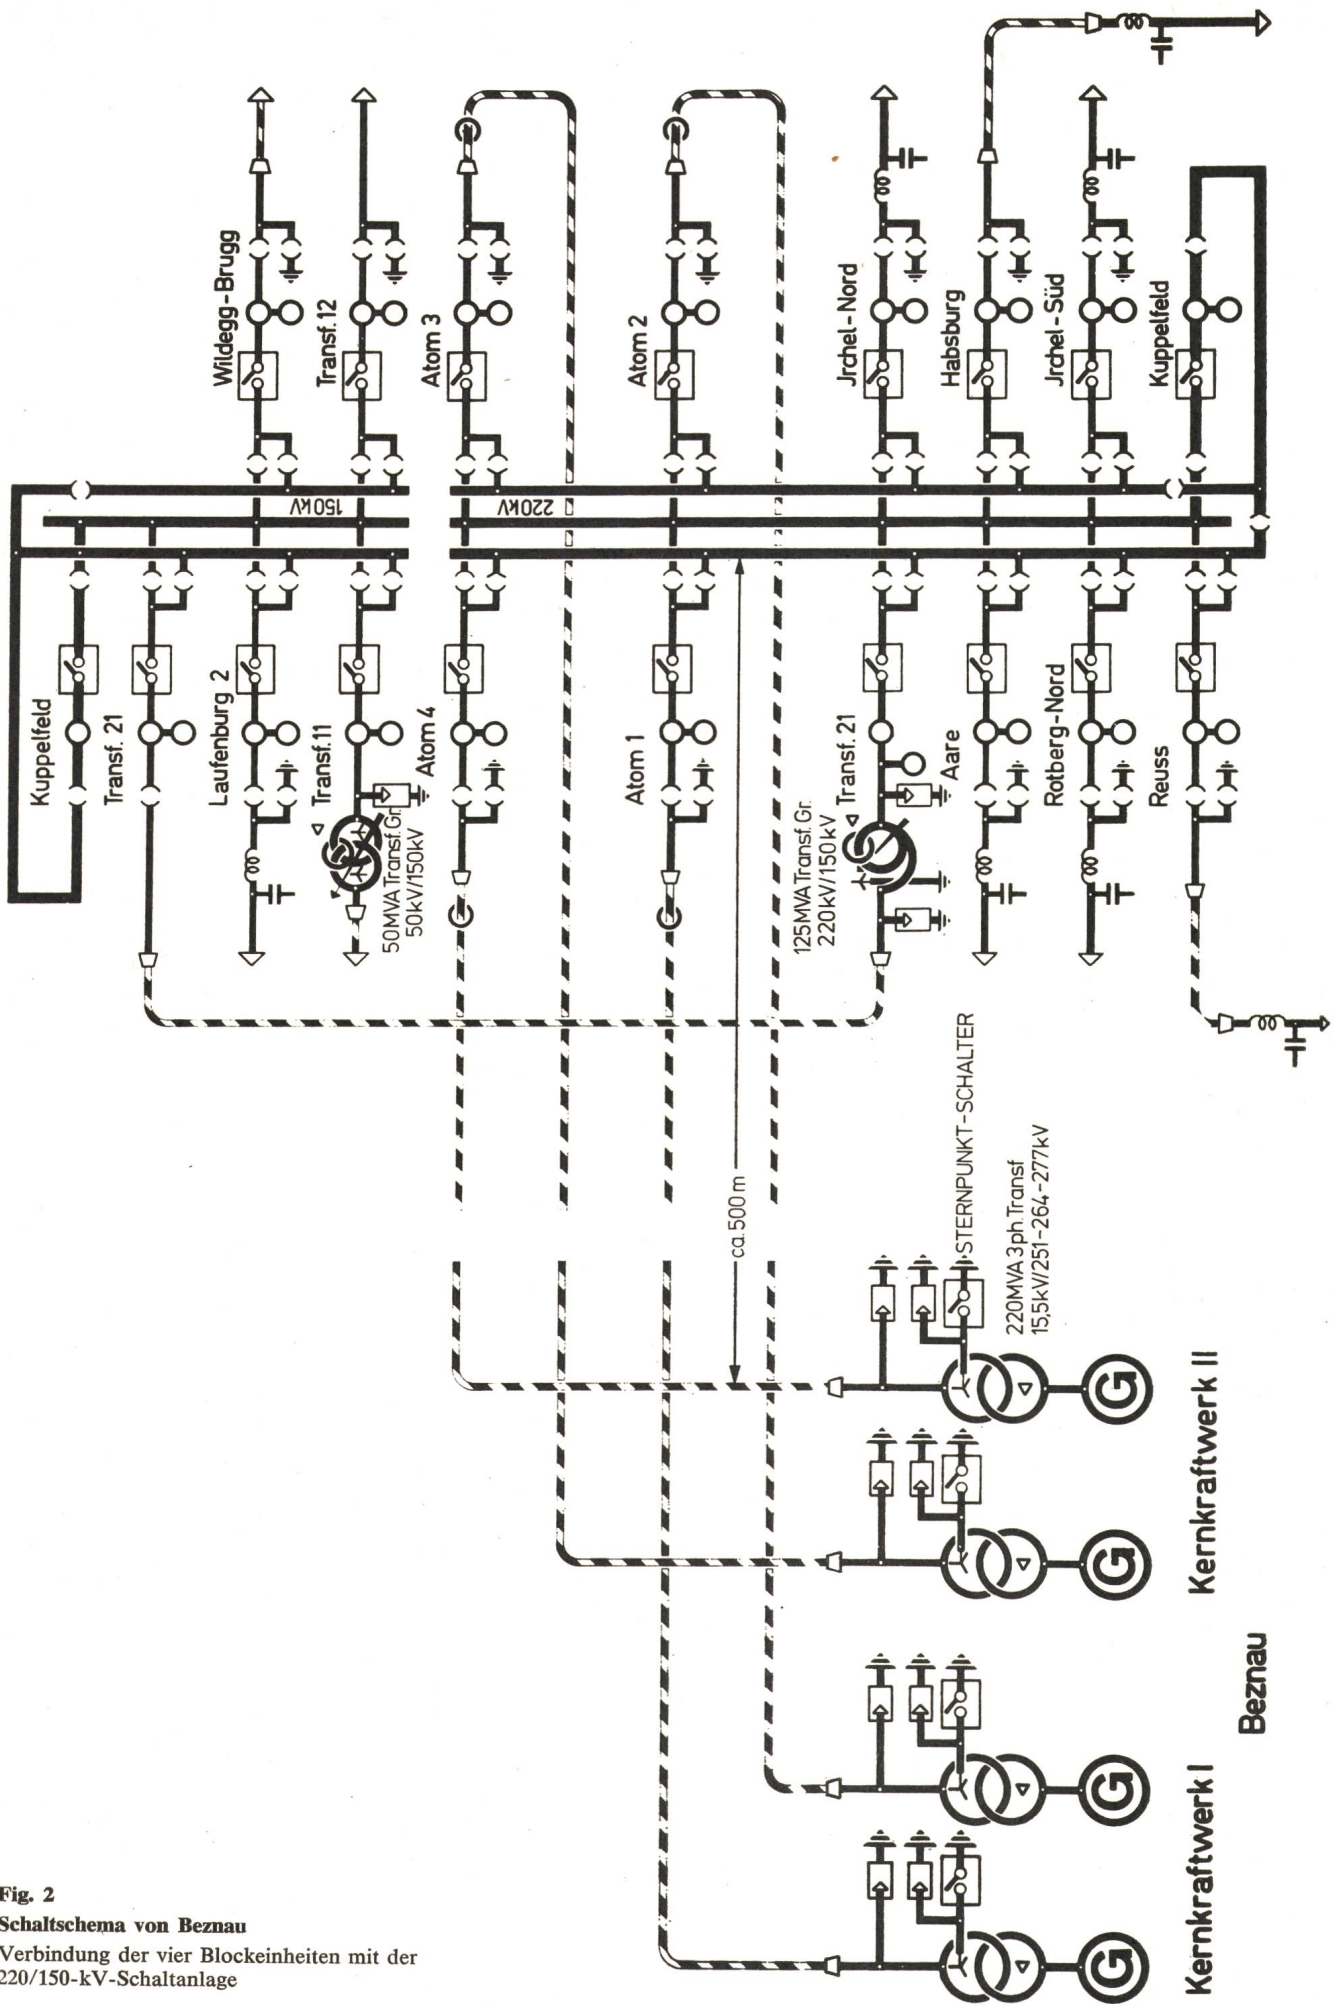 Wildegg-Brugg
Transf.12
Atom 3
Atom 2
Jrchel-Nord
Habsburg
Jrchel-Süd
Kuppelfeld
150kV
220kV
Kuppelfeld
Transf. 21
Laufenburg 2
Transf.11
50MVA Transf. Gr.
50kV/150kV
Atom 4
Atom 1
125MVA Transf. Gr.
220kV/150kV
Transf. 21
Aare
Rotberg-Nord
Reuss
ca. 500 m
STERNPUNKT-SCHALTER
220MVA 3ph.Transf
15,5kV/251-264-277kV
G
G
G
G
Kernkraftwerk II
Kernkraftwerk I
Beznau
Fig. 2
Schaltschema von Beznau
Verbindung der vier Blockeinheiten mit der
220/150-kV-Schaltanlage